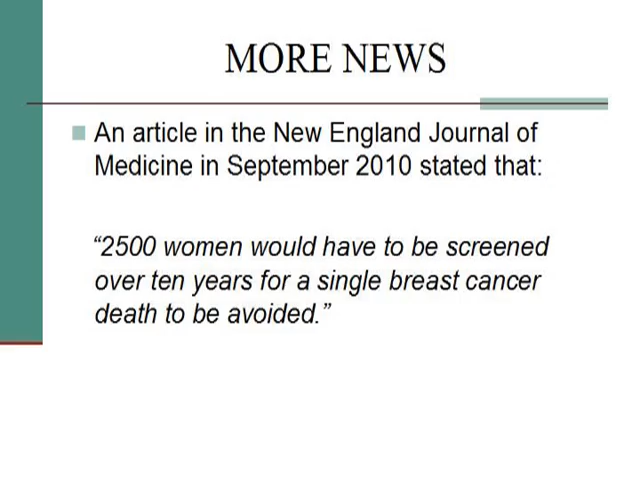 MORE NEWS
An article in the New England Journal of
Medicine in September 2010 stated that:
“2500 women would have to be screened
over ten years for a single breast cancer
death to be avoided.”